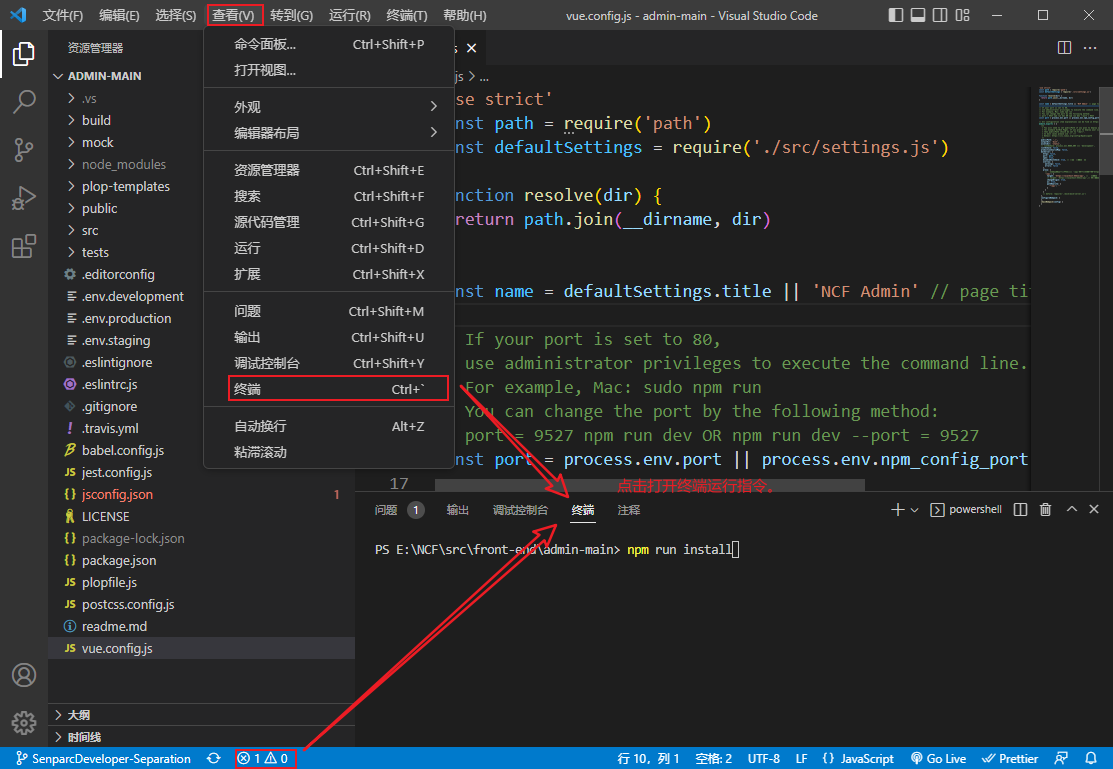 文件(F) 编辑(E) 选择(S) 查看(V) 转到(G) 运行(R) 终端(T) 帮助(H) vue.config.js - admin-main - Visual Studio Code
资源管理器
ADMIN-MAIN
.vs
build
mock
node_modules
plop-templates
public
src
tests
.editorconfig
.env.development
.env.production
.env.staging
.eslintignore
.eslintrc.js
.gitignore
.travis.yml
babel.config.js
jest.config.js
jsconfig.json 1
LICENSE
package-lock.json
package.json
plopfile.js
postcss.config.js
readme.md
vue.config.js
大纲
时间线
命令面板... Ctrl+Shift+P
打开视图...
外观
编辑器布局
资源管理器 Ctrl+Shift+E
搜索 Ctrl+Shift+F
源代码管理 Ctrl+Shift+G
运行 Ctrl+Shift+D
扩展 Ctrl+Shift+X
问题 Ctrl+Shift+M
输出 Ctrl+Shift+U
调试控制台 Ctrl+Shift+Y
终端 Ctrl+`
自动换行 Alt+Z
粘滞滚动
s
js > ...
se strict'
nst path = require('path')
nst defaultSettings = require('./src/settings.js')
nction resolve(dir) {
return path.join(__dirname, dir)
nst name = defaultSettings.title || 'NCF Admin' // page ti
If your port is set to 80,
use administrator privileges to execute the command line.
For example, Mac: sudo npm run
You can change the port by the following method:
port = 9527 npm run dev OR npm run dev --port = 9527
nst port = process.env.port || process.env.npm_config_port
17
点击打开终端运行指令。
问题 1 输出 调试控制台 终端 注释 powershell
PS E:\NCF\src\front-end\admin-main> npm run install
SenparcDeveloper-Separation 1 0 行 10，列 1 空格: 2 UTF-8 LF {} JavaScript Go Live Prettier